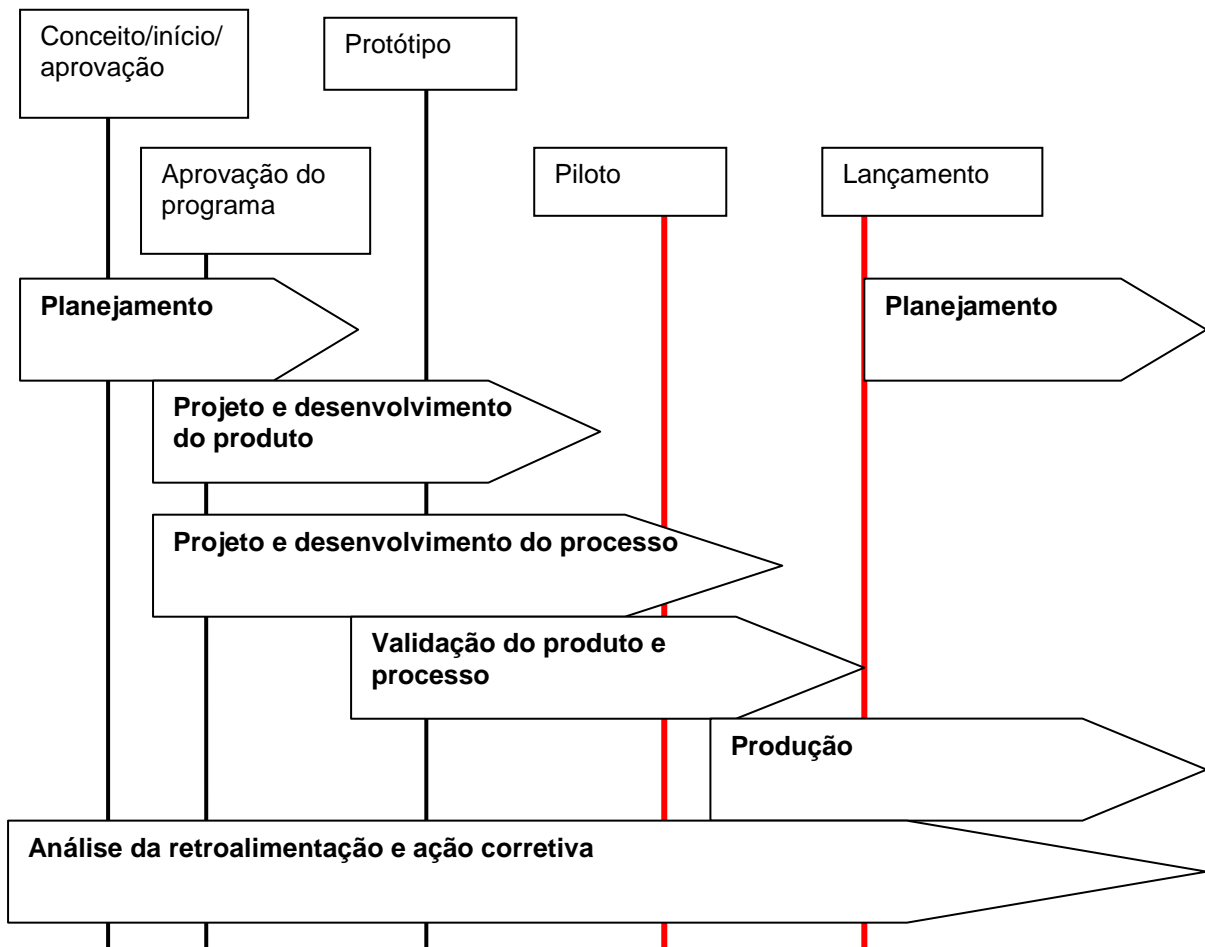 Conceito/início/
aprovação
Protótipo
Aprovação do
programa
Piloto
Lançamento
Planejamento
Planejamento
Projeto e desenvolvimento
do produto
Projeto e desenvolvimento do processo
Validação do produto e
processo
Produção
Análise da retroalimentação e ação corretiva